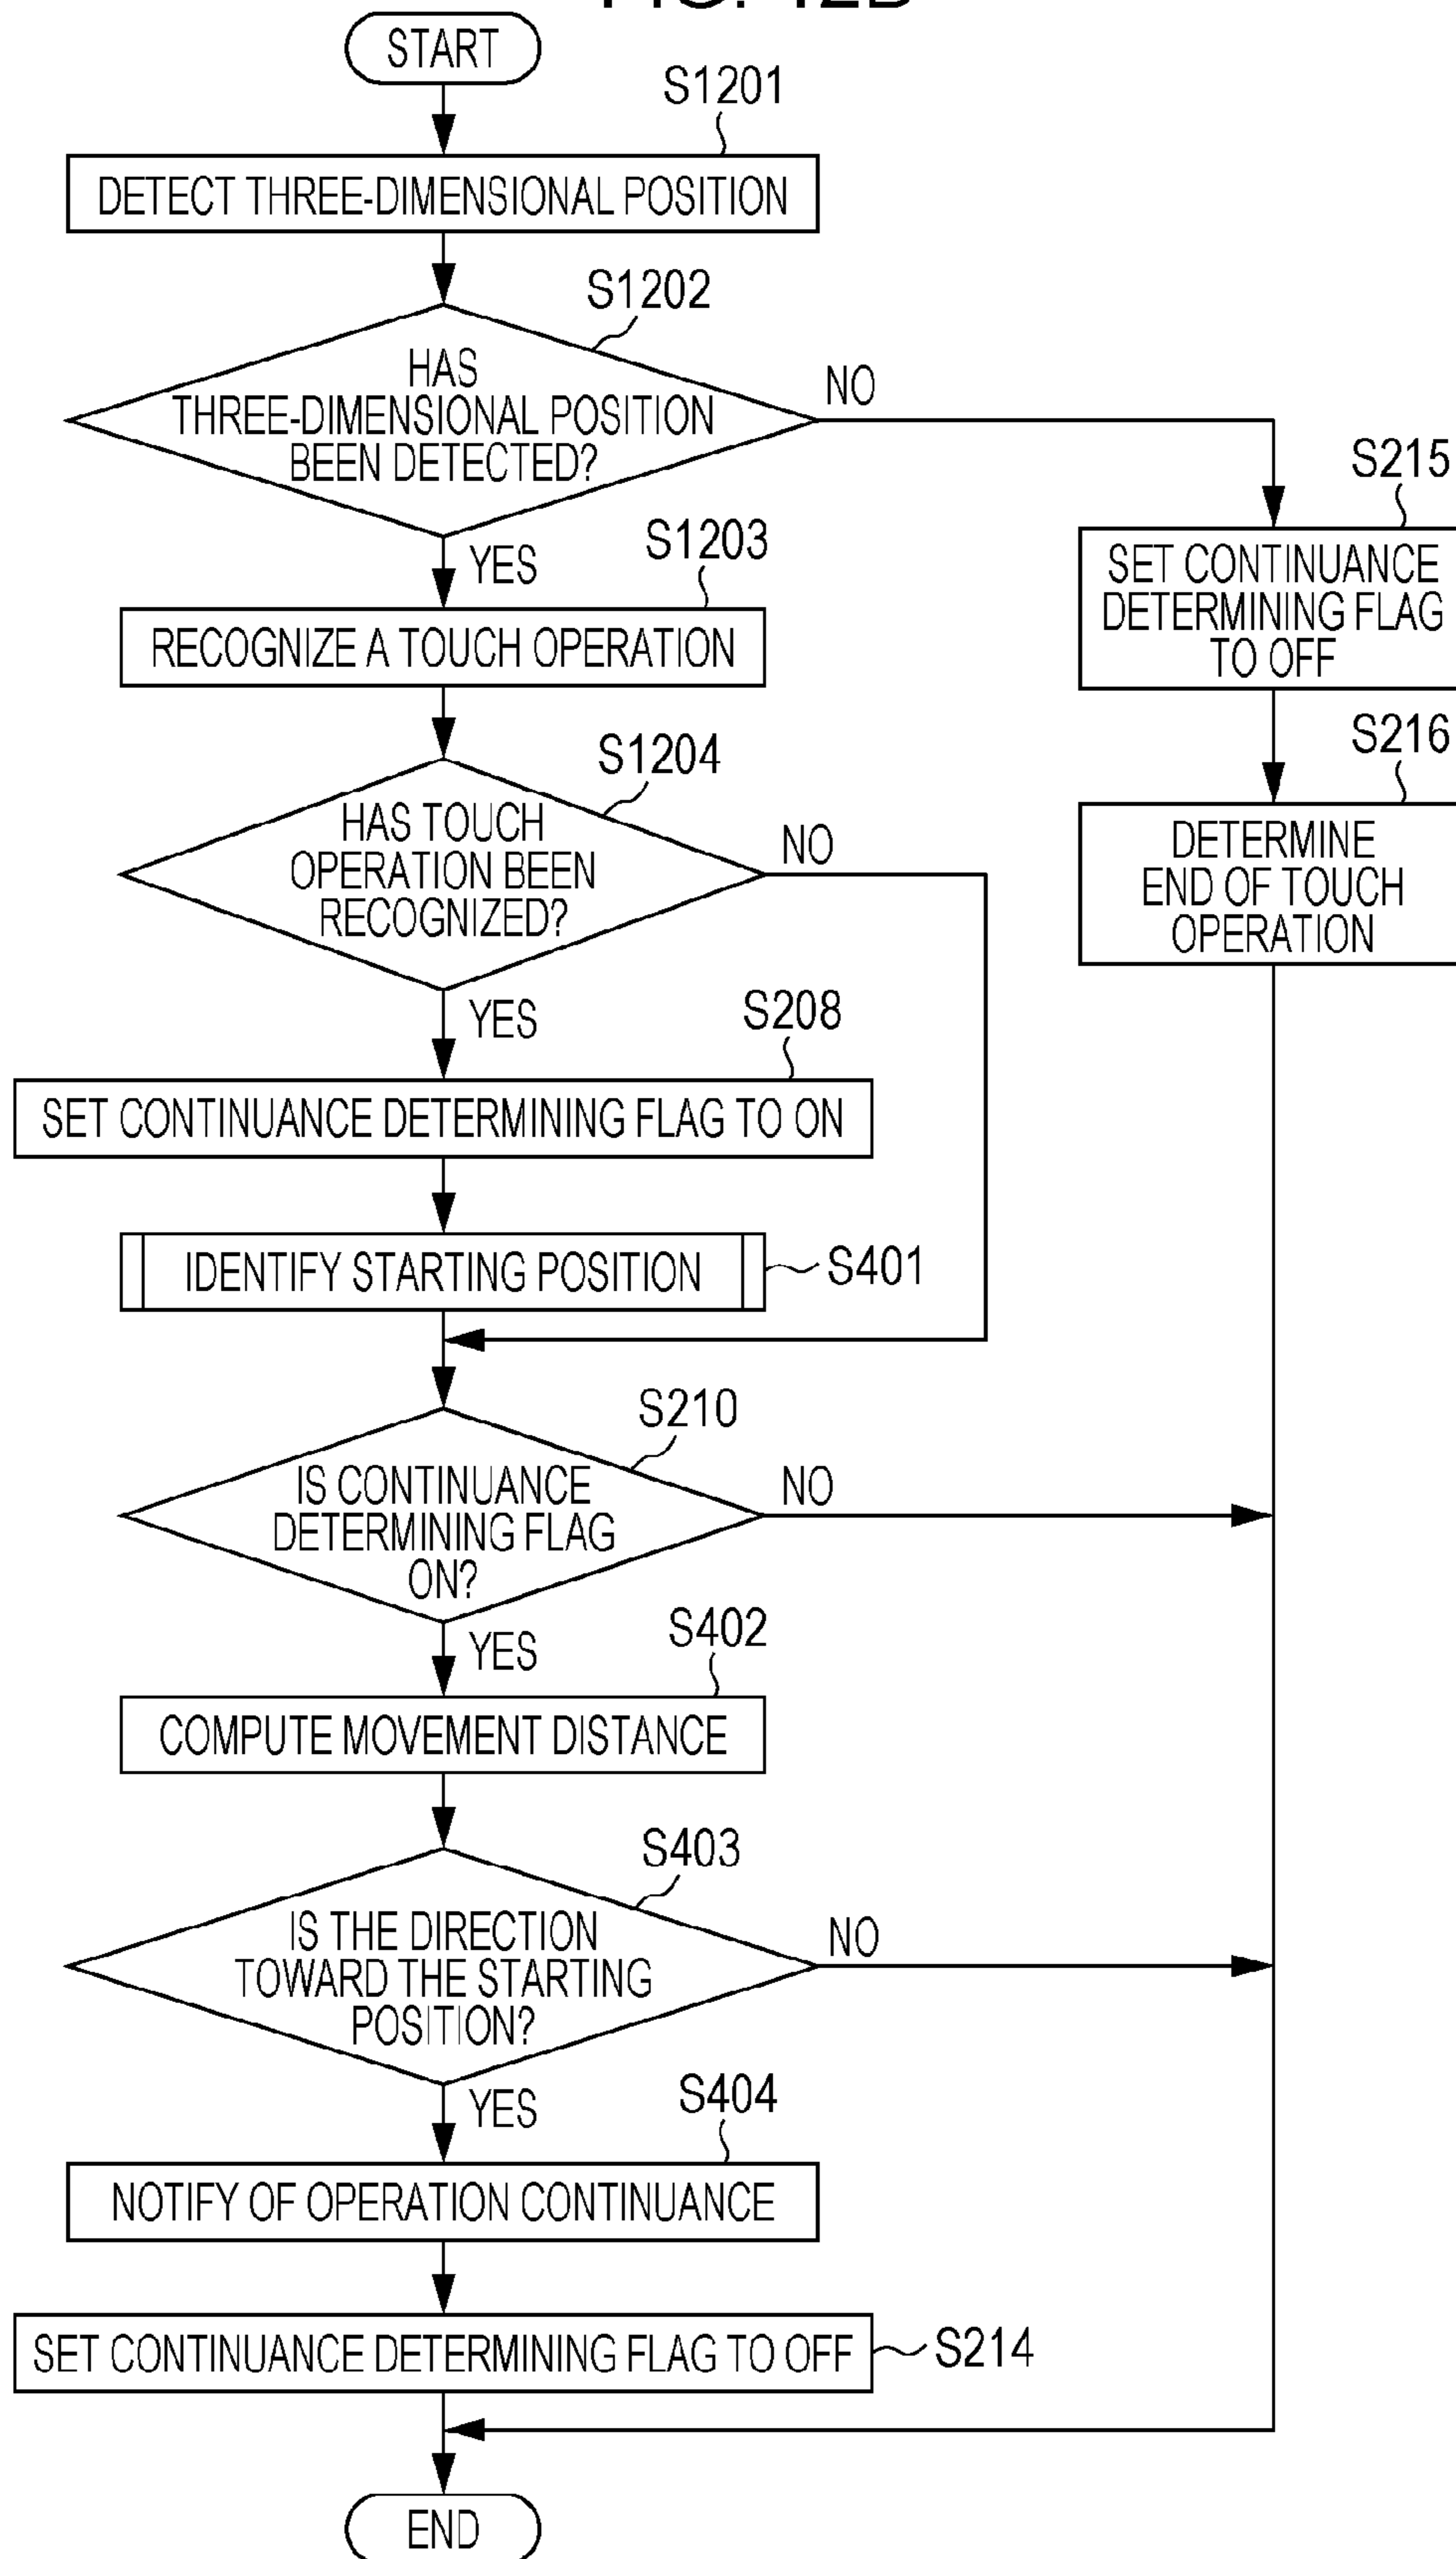 START
S1201
DETECT THREE-DIMENSIONAL POSITION
S1202
HAS
THREE-DIMENSIONAL POSITION
BEEN DETECTED?
NO
YES
S215
SET CONTINUANCE
DETERMINING FLAG
TO OFF
S1203
RECOGNIZE A TOUCH OPERATION
S216
DETERMINE
END OF TOUCH
OPERATION
S1204
HAS TOUCH
OPERATION BEEN
RECOGNIZED?
NO
YES
S208
SET CONTINUANCE DETERMINING FLAG TO ON
IDENTIFY STARTING POSITION
S401
S210
IS CONTINUANCE
DETERMINING FLAG
ON?
NO
YES
S402
COMPUTE MOVEMENT DISTANCE
S403
IS THE DIRECTION
TOWARD THE STARTING
POSITION?
NO
YES
S404
NOTIFY OF OPERATION CONTINUANCE
SET CONTINUANCE DETERMINING FLAG TO OFF
S214
END